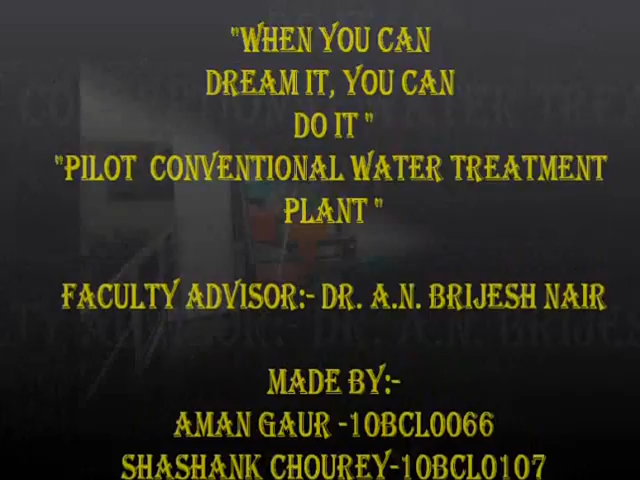 "WHEN YOU CAN
DREAM IT, YOU CAN
DO IT "
"PILOT CONVENTIONAL WATER TREATMENT
PLANT "
FACULTY ADVISOR:- DR. A.N. BRIJESH NAIR
MADE BY:-
AMAN GAUR -10BCL0066
SHASHANK CHOUREY-10BCL0107